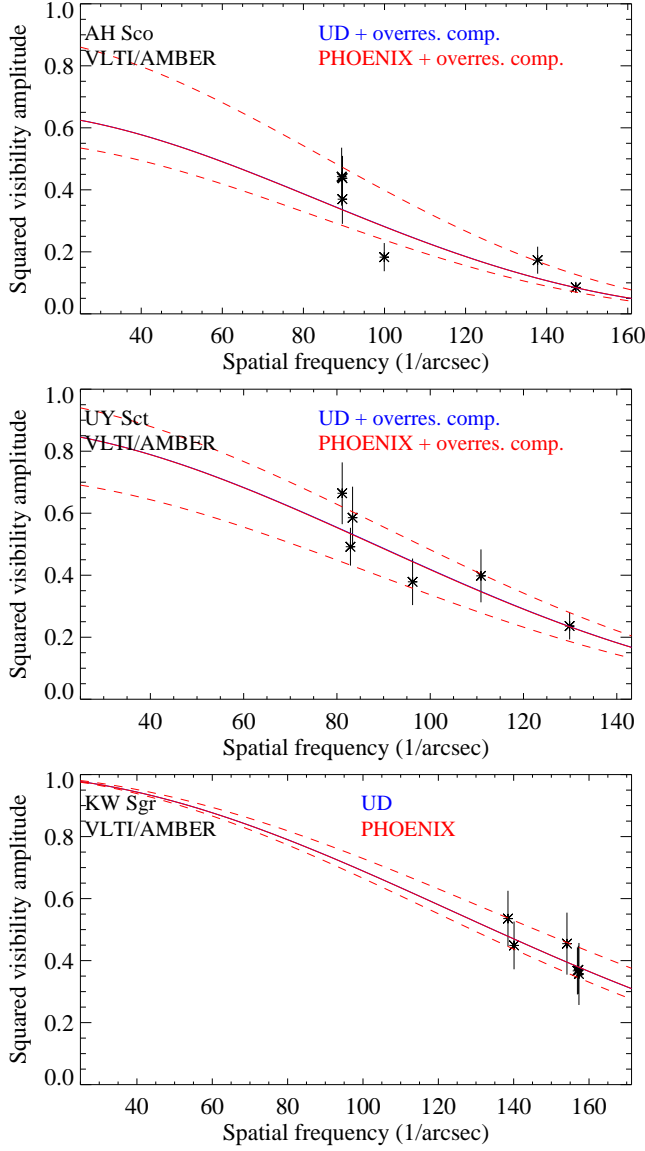 AH Sco UD + overres. comp.
VLTI/AMBER PHOENIX + overres. comp.
1.0
0.8
0.6
0.4
0.2
0.0
Squared visibility amplitude
40 60 80 100 120 140 160
Spatial frequency (1/arcsec)
UY Sct UD + overres. comp.
VLTI/AMBER PHOENIX + overres. comp.
1.0
0.8
0.6
0.4
0.2
0.0
Squared visibility amplitude
40 60 80 100 120 140
Spatial frequency (1/arcsec)
KW Sgr UD
VLTI/AMBER PHOENIX
1.0
0.8
0.6
0.4
0.2
0.0
Squared visibility amplitude
40 60 80 100 120 140 160
Spatial frequency (1/arcsec)